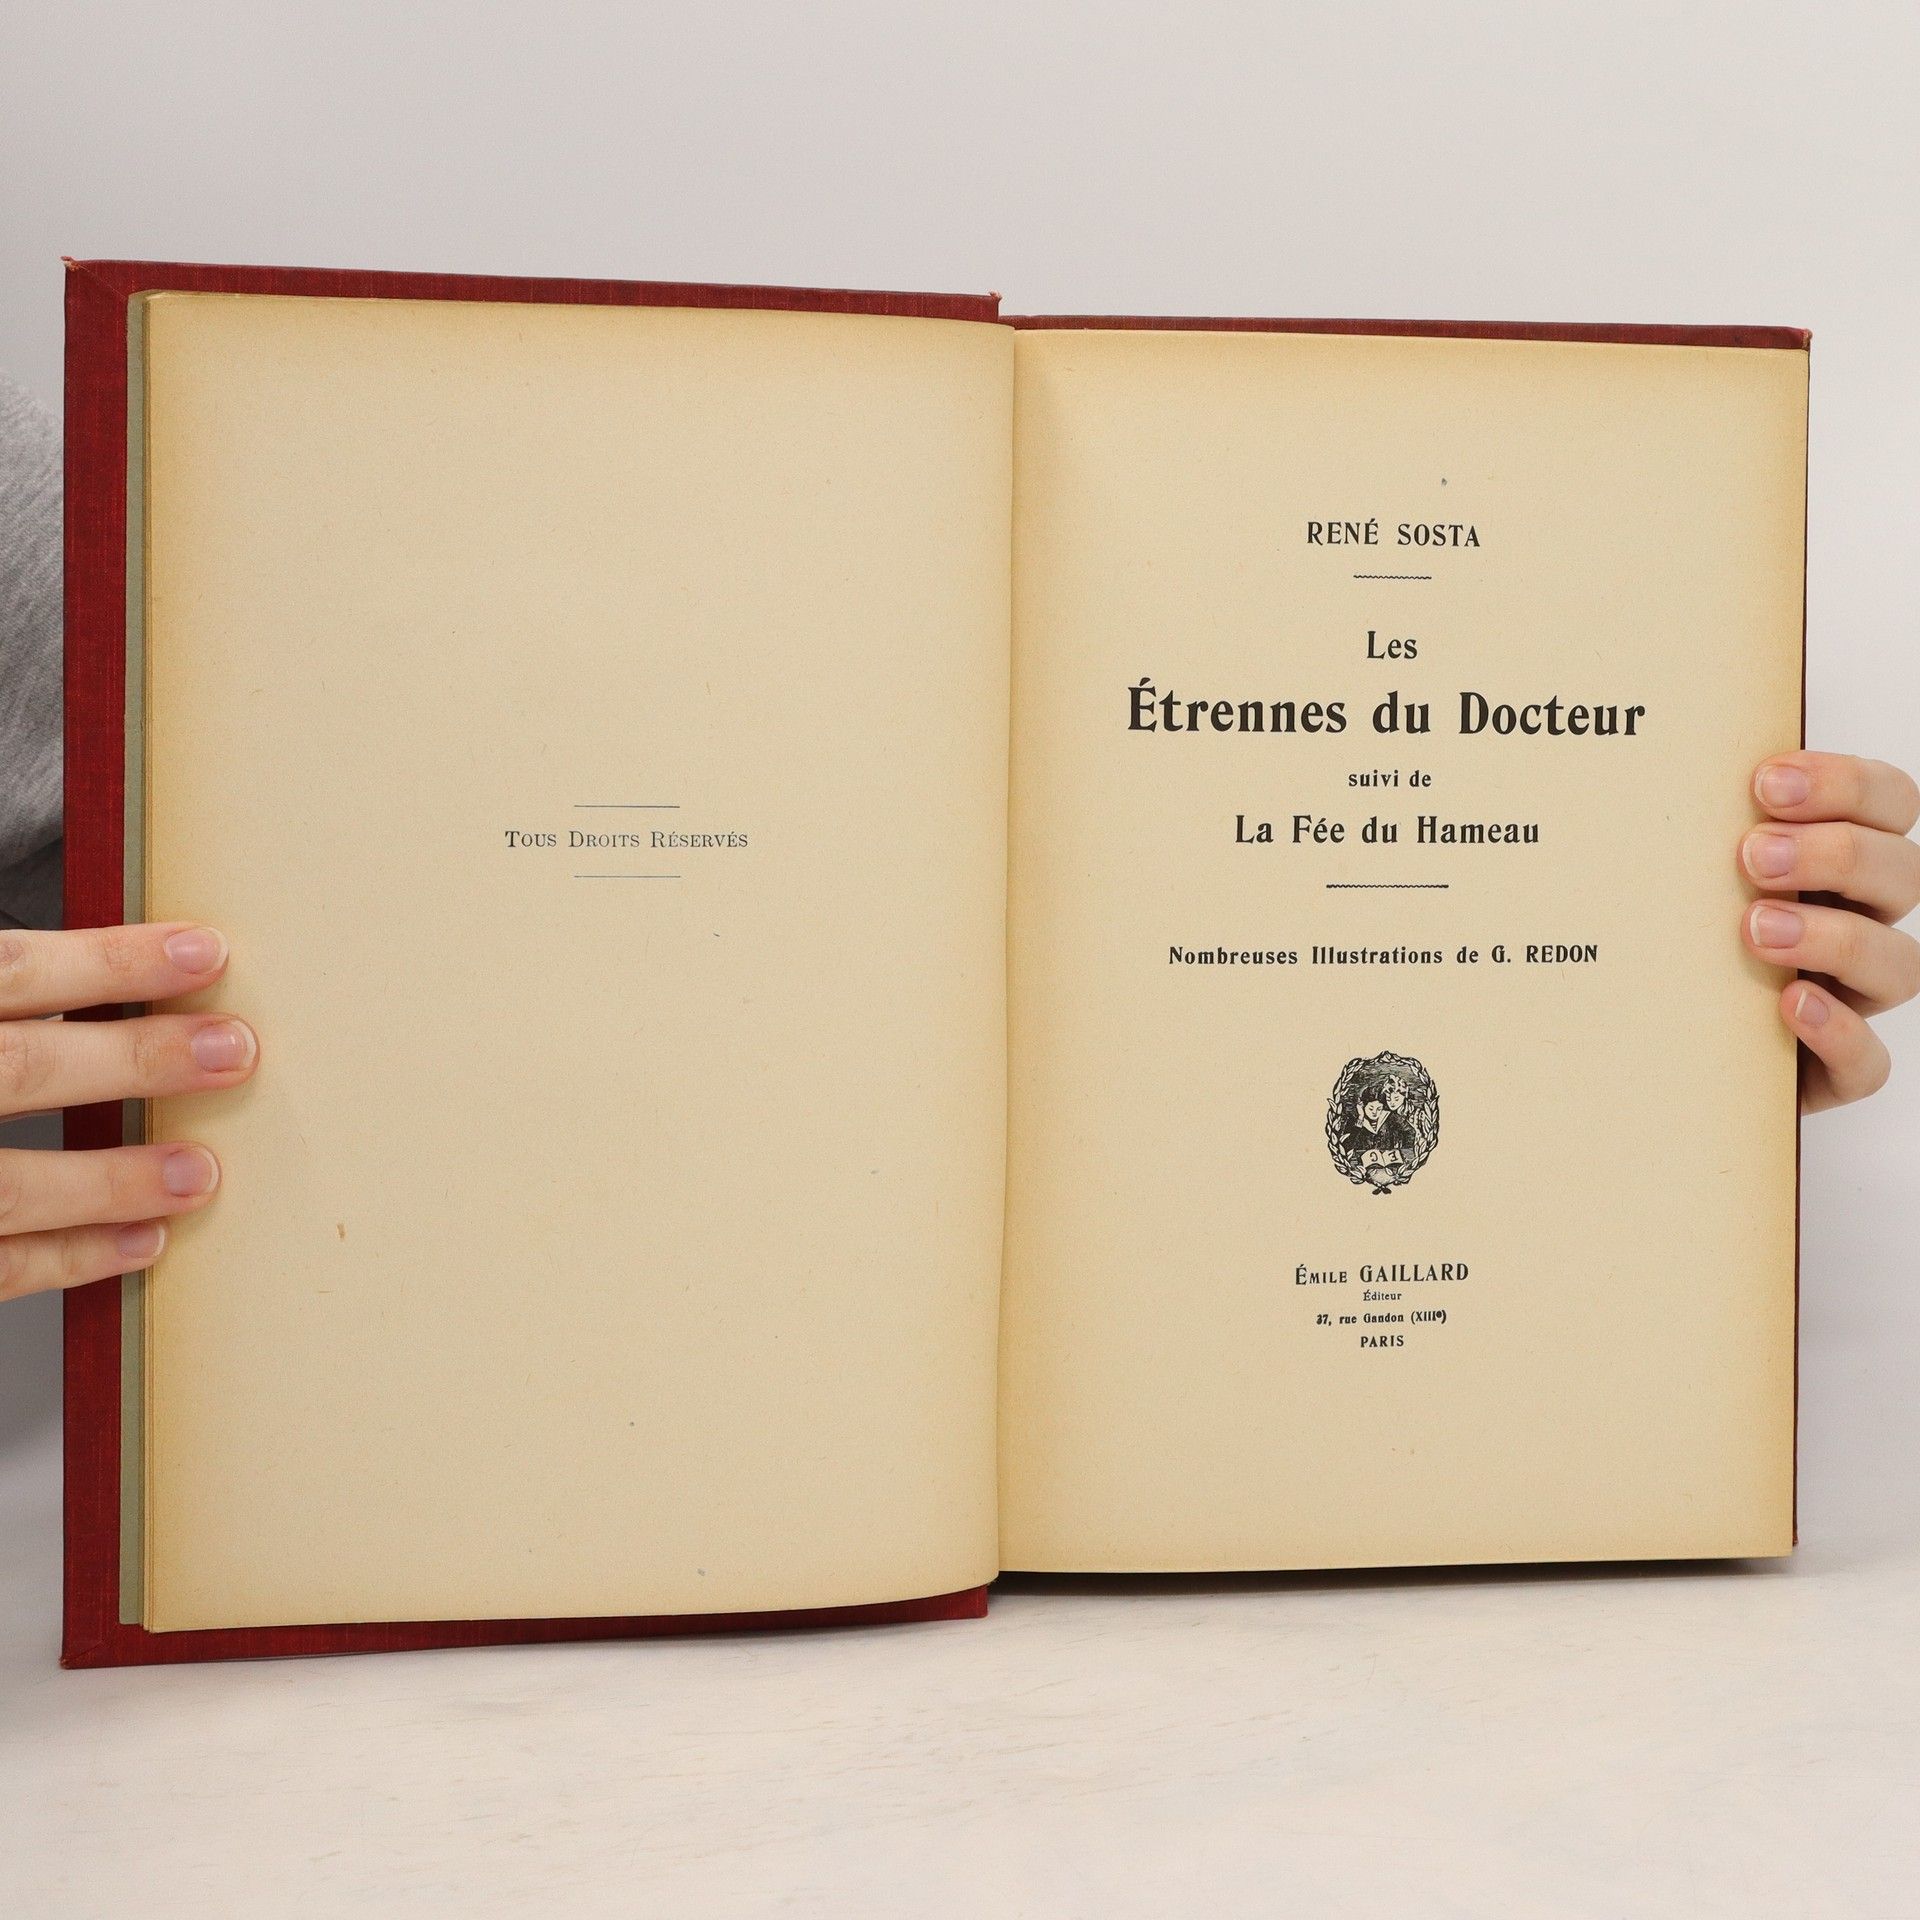 Tous Droits Réservés
RENÉ SOSTA
Les
Étrennes du Docteur
suivi de
La Fée du Hameau
Nombreuses Illustrations de G. REDON
E G
Émile GAILLARD
Éditeur
37, rue Gandon (XIIIe)
PARIS